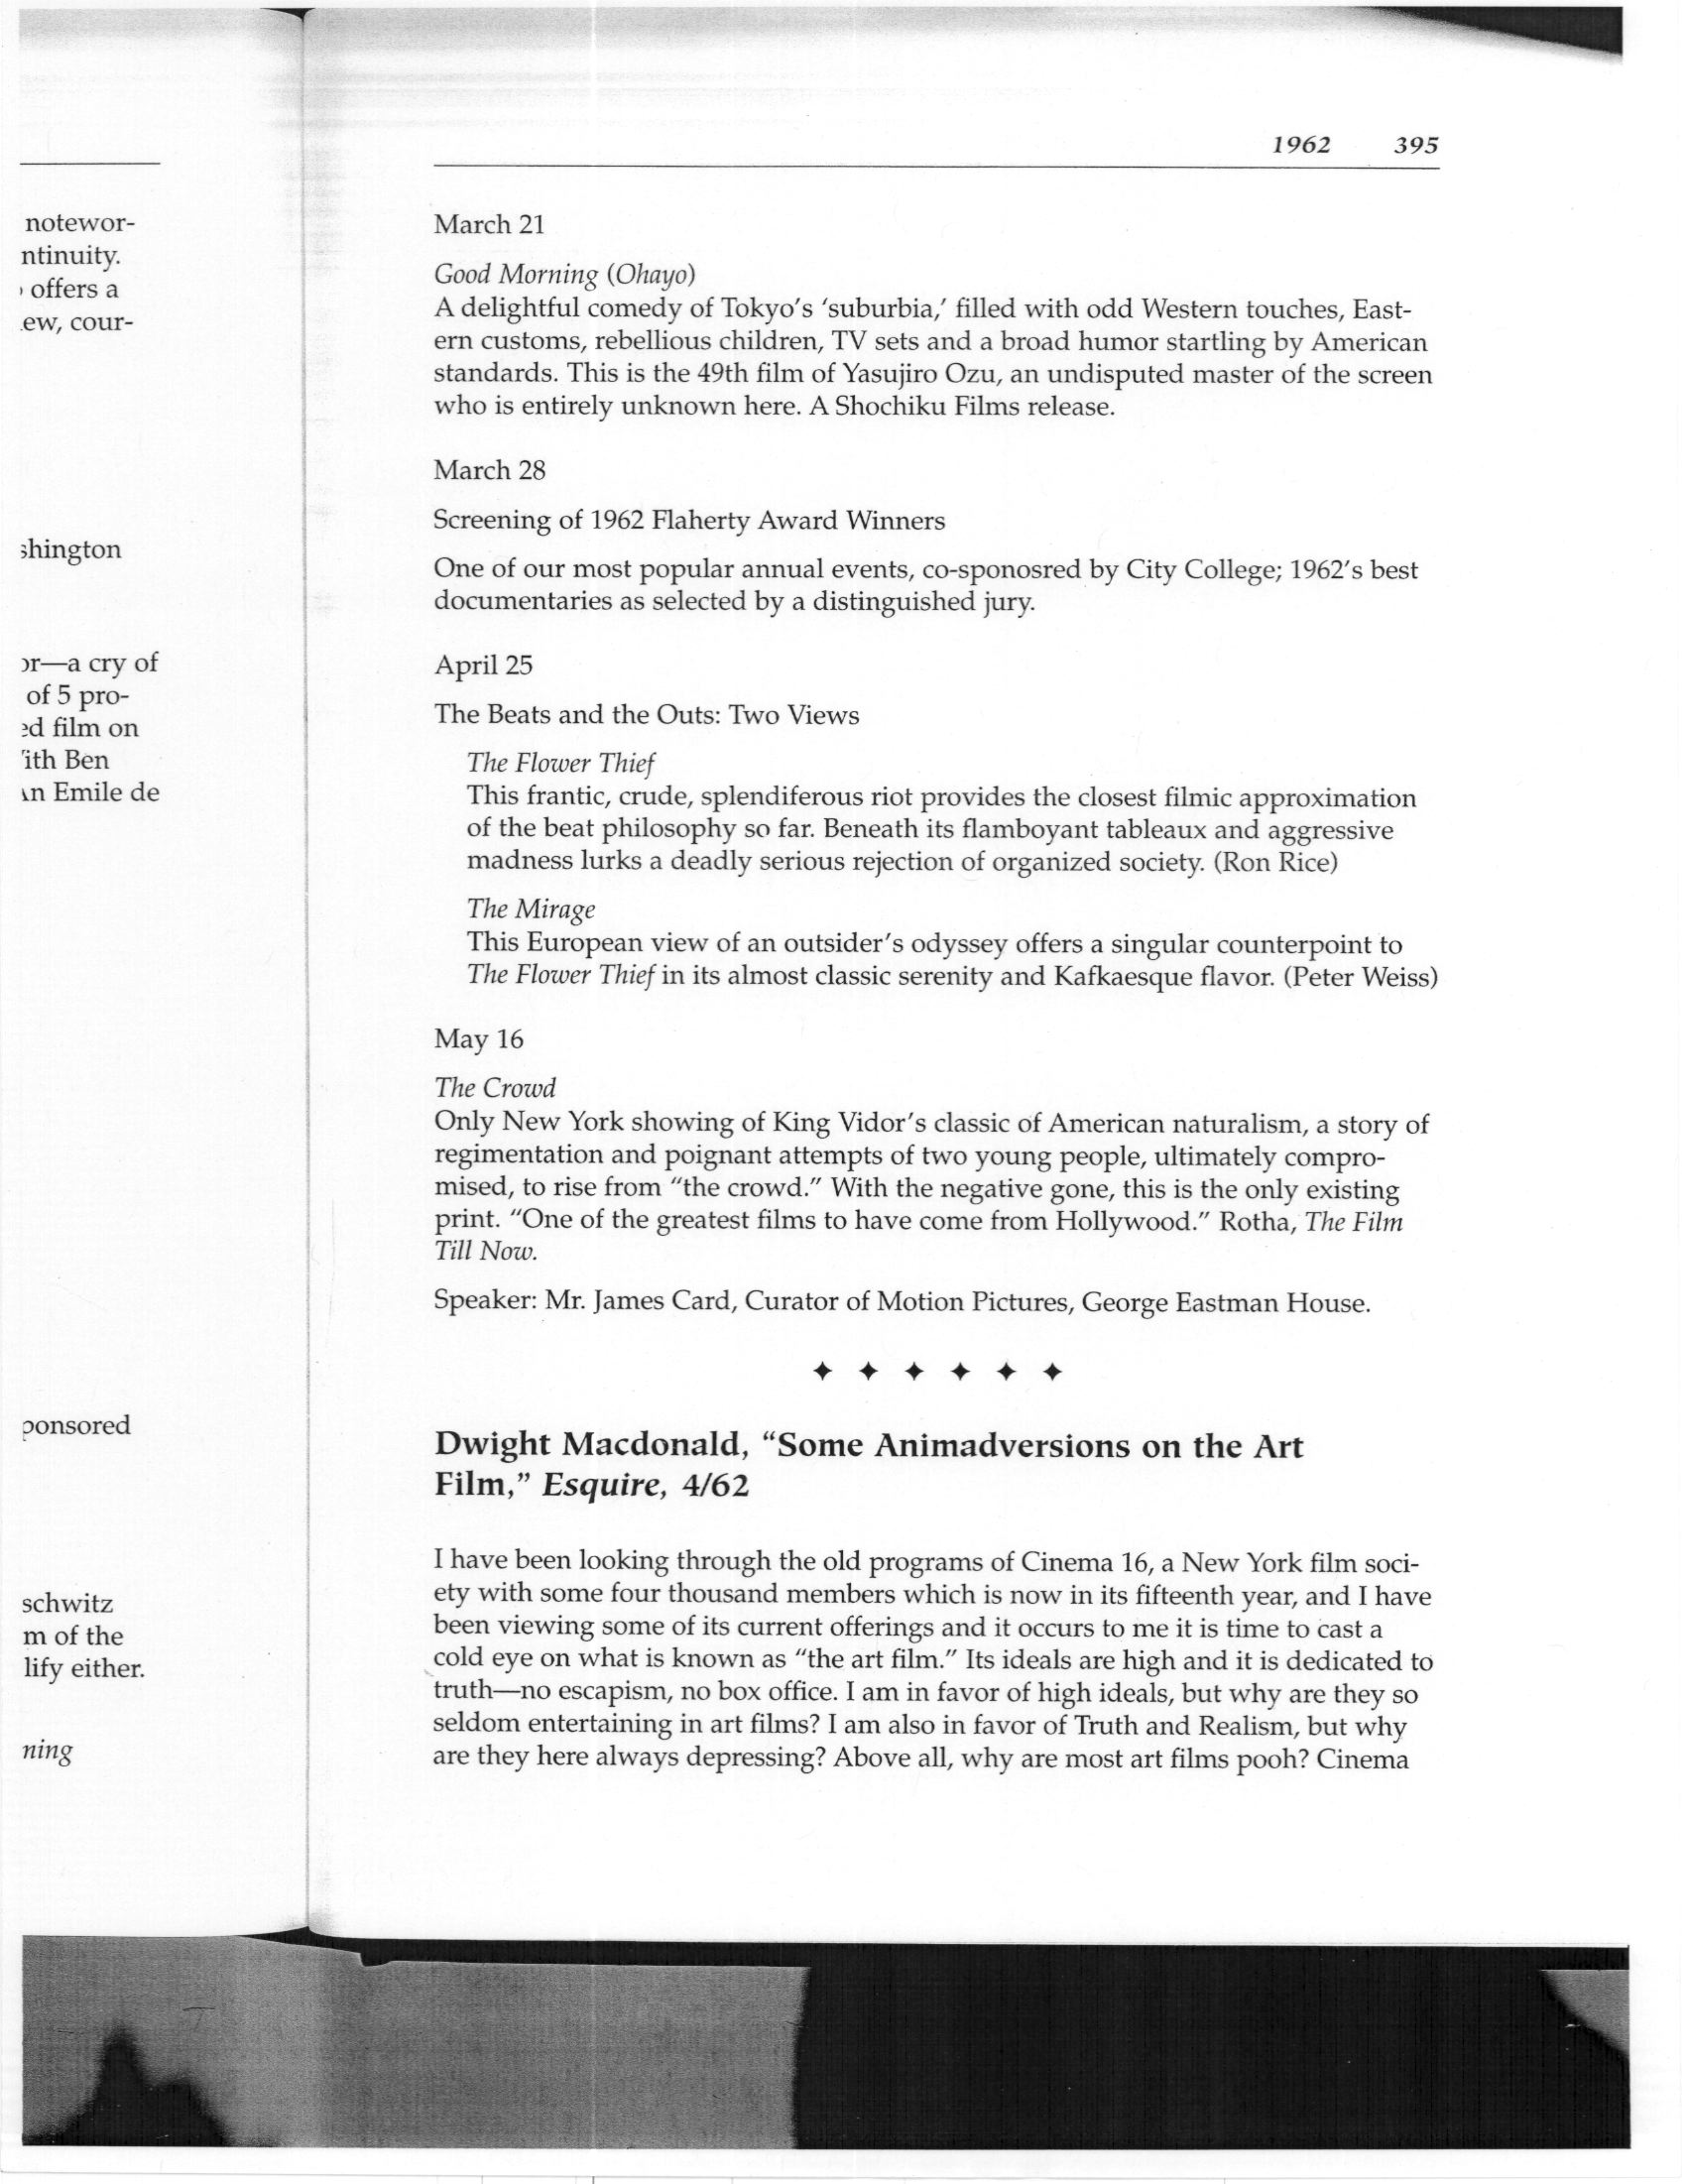 notewor-
ntinuity.
offers a
ew, cour-
shington
or—a cry of
of 5 pro-
ed film on
ith Ben
An Emile de
ponsored
schwitz
m of the
lify either.
ning
1962 395
March 21
Good Morning (Ohayo)
A delightful comedy of Tokyo's 'suburbia,' filled with odd Western touches, East-
ern customs, rebellious children, TV sets and a broad humor startling by American
standards. This is the 49th film of Yasujiro Ozu, an undisputed master of the screen
who is entirely unknown here. A Shochiku Films release.
March 28
Screening of 1962 Flaherty Award Winners
One of our most popular annual events, co-sponosred by City College; 1962's best
documentaries as selected by a distinguished jury.
April 25
The Beats and the Outs: Two Views
The Flower Thief
This frantic, crude, splendiferous riot provides the closest filmic approximation
of the beat philosophy so far. Beneath its flamboyant tableaux and aggressive
madness lurks a deadly serious rejection of organized society. (Ron Rice)
The Mirage
This European view of an outsider's odyssey offers a singular counterpoint to
The Flower Thief in its almost classic serenity and Kafkaesque flavor. (Peter Weiss)
May 16
The Crowd
Only New York showing of King Vidor's classic of American naturalism, a story of
regimentation and poignant attempts of two young people, ultimately compro-
mised, to rise from "the crowd." With the negative gone, this is the only existing
print. "One of the greatest films to have come from Hollywood." Rotha, The Film
Till Now.
Speaker: Mr. James Card, Curator of Motion Pictures, George Eastman House.
✦ ✦ ✦ ✦ ✦ ✦
Dwight Macdonald, "Some Animadversions on the Art
Film," Esquire, 4/62
I have been looking through the old programs of Cinema 16, a New York film soci-
ety with some four thousand members which is now in its fifteenth year, and I have
been viewing some of its current offerings and it occurs to me it is time to cast a
cold eye on what is known as "the art film." Its ideals are high and it is dedicated to
truth—no escapism, no box office. I am in favor of high ideals, but why are they so
seldom entertaining in art films? I am also in favor of Truth and Realism, but why
are they here always depressing? Above all, why are most art films pooh? Cinema